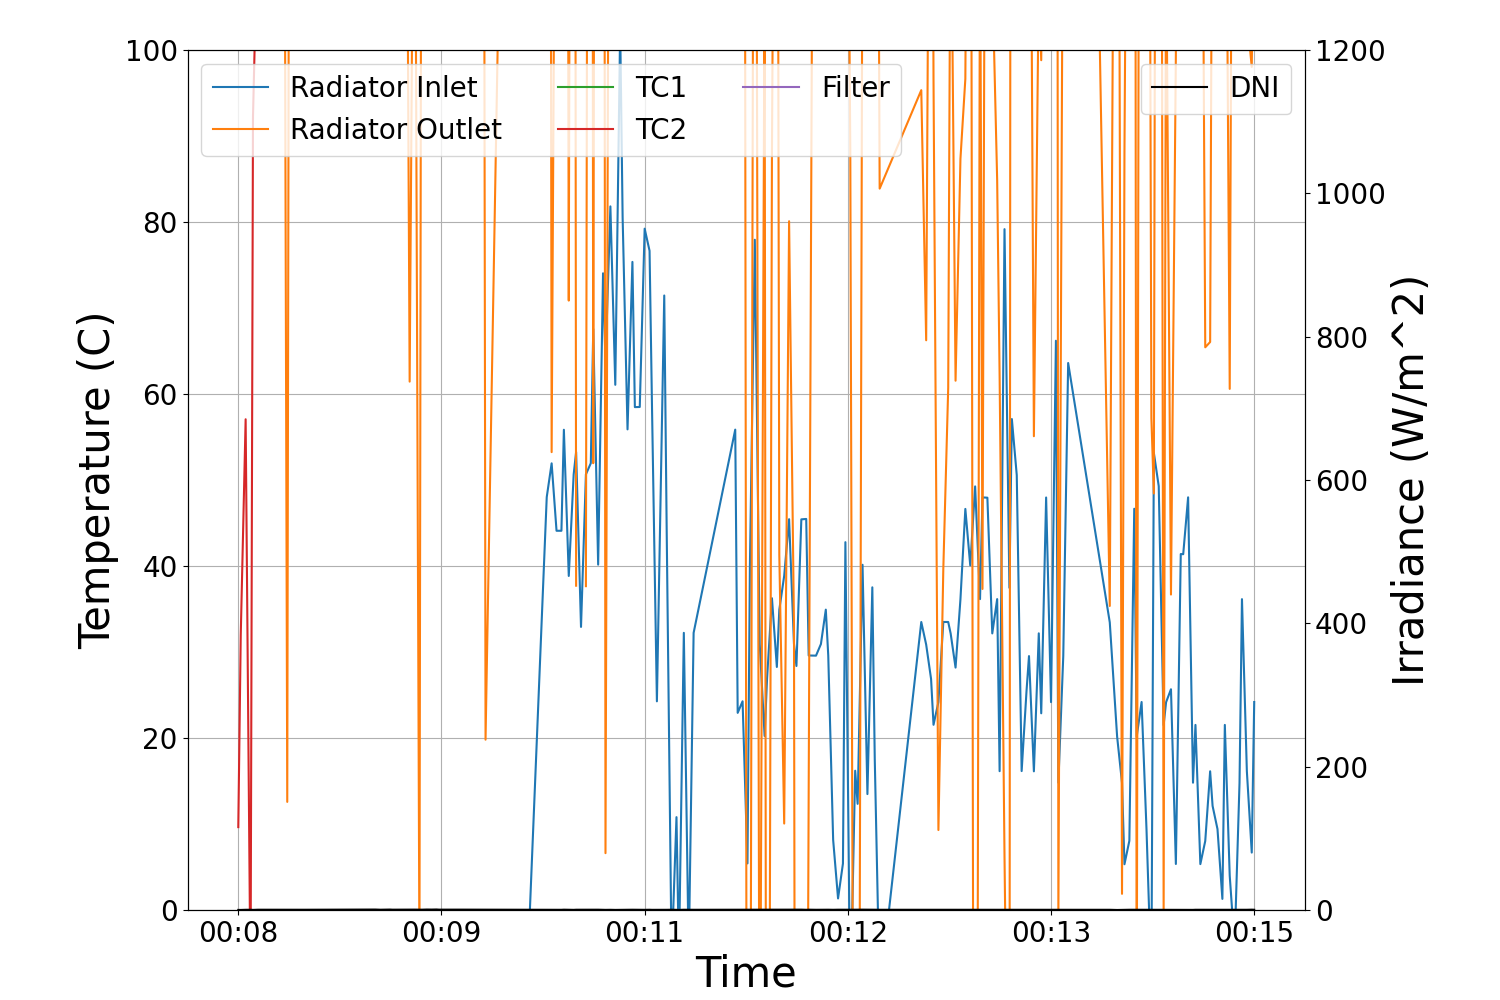 100
80
60
40
20
0
Temperature (C)
Radiator Inlet
Radiator Outlet
TC1
TC2
Filter
DNI
1200
1000
800
600
400
200
0
Irradiance (W/m^2)
00:08 00:09 00:11 00:12 00:13 00:15
Time